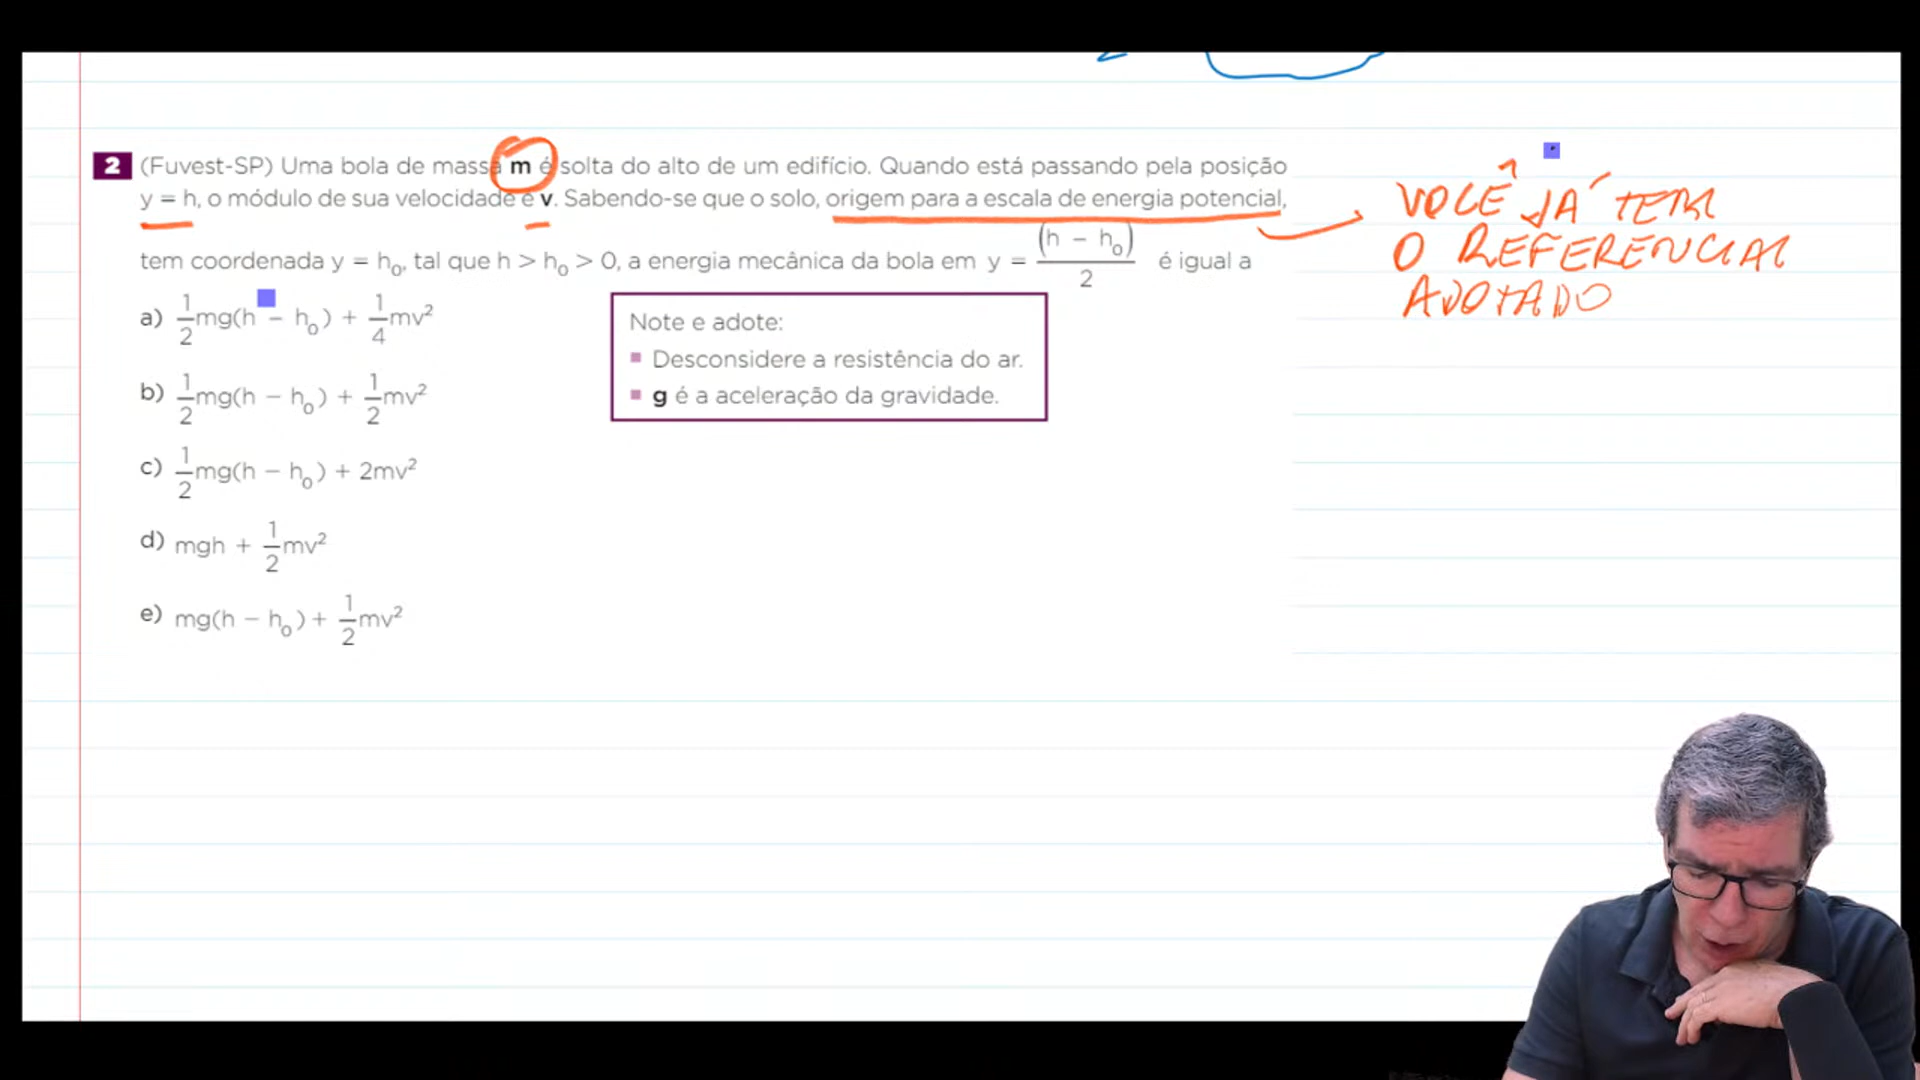 2 (Fuvest-SP) Uma bola de massa m é solta do alto de um edifício. Quando está passando pela posição
y = h, o módulo de sua velocidade é v. Sabendo-se que o solo, origem para a escala de energia potencial,
tem coordenada y = h₀, tal que h > h₀ > 0, a energia mecânica da bola em y = (h − h₀)/2 é igual a
a) 1/2 mg(h − h₀) + 1/4 mv²
b) 1/2 mg(h − h₀) + 1/2 mv²
c) 1/2 mg(h − h₀) + 2mv²
d) mgh + 1/2 mv²
e) mg(h − h₀) + 1/2 mv²
Note e adote:
▪ Desconsidere a resistência do ar.
▪ g é a aceleração da gravidade.
VOCÊ JÁ TEM
O REFERENCIAL
ADOTADO